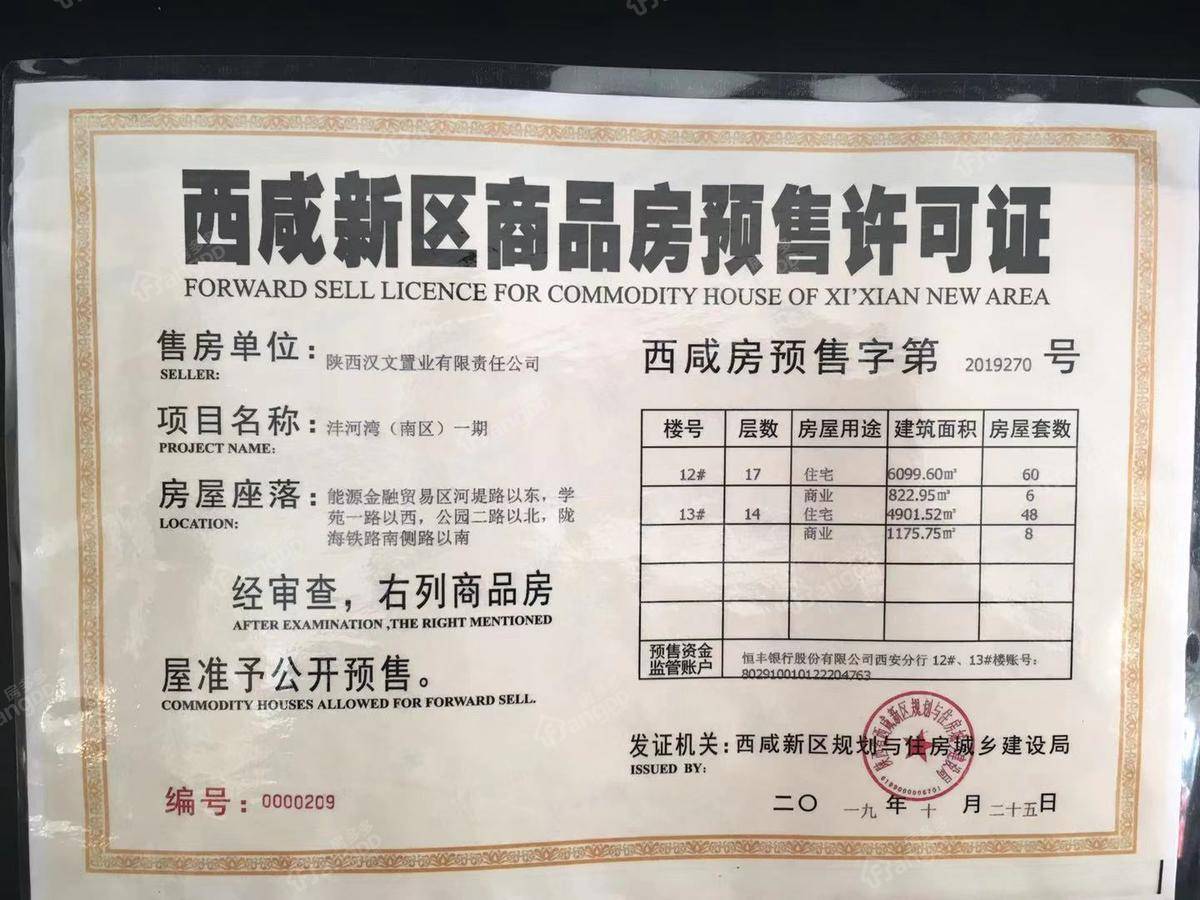 西咸新区商品房预售许可证
FORWARD SELL LICENCE FOR COMMODITY HOUSE OF XI'XIAN NEW AREA
售房单位：陕西汉文置业有限责任公司
SELLER:
项目名称：沣河湾（南区）一期
PROJECT NAME:
房屋座落：能源金融贸易区河堤路以东，学
苑一路以西，公园二路以北，陇
海铁路南侧路以南
LOCATION:
经审查，右列商品房
AFTER EXAMINATION ,THE RIGHT MENTIONED
屋准予公开预售。
COMMODITY HOUSES ALLOWED FOR FORWARD SELL.
编号：0000209
西咸房预售字第 2019270 号
楼号 层数 房屋用途 建筑面积 房屋套数
12# 17 住宅 6099.60㎡ 60
商业 822.95㎡ 6
13# 14 住宅 4901.52㎡ 48
商业 1175.75㎡ 8
预售资金
监管账户
恒丰银行股份有限公司西安分行 12#、13#楼账号：
802910010122204763
发证机关：西咸新区规划与住房城乡建设局
ISSUED BY:
二〇一九年十月二十五日